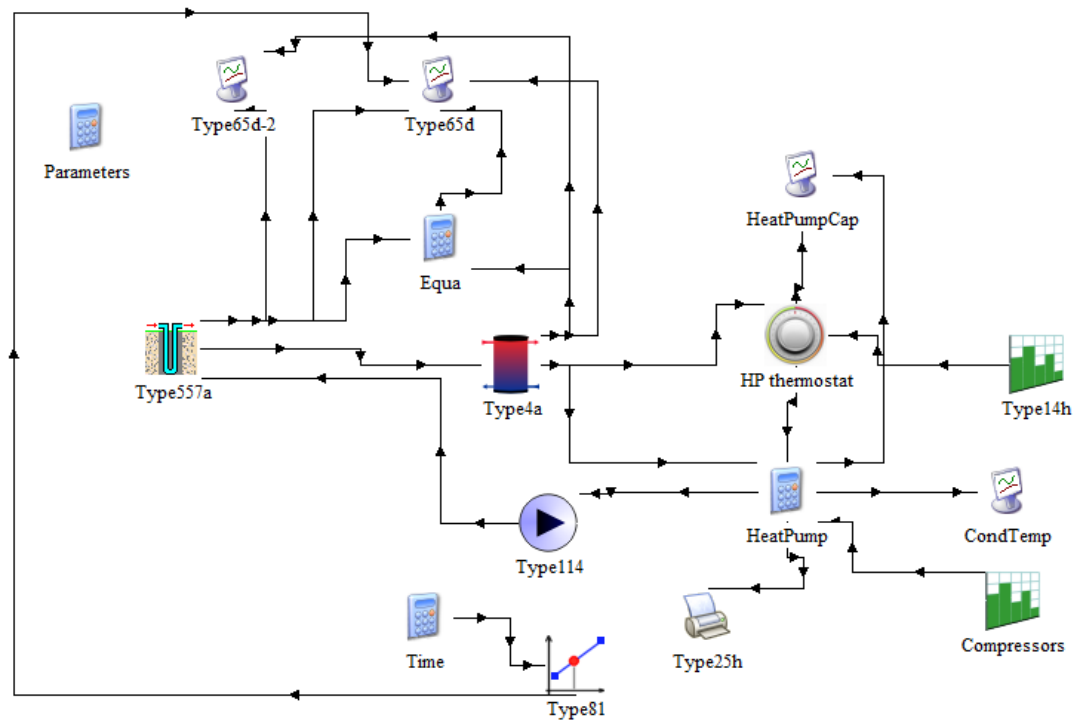 Type65d-2
Type65d
Parameters
HeatPumpCap
Equa
HP thermostat
Type557a
Type4a
Type14h
HeatPump
CondTemp
Type114
Time
Type25h
Compressors
Type81